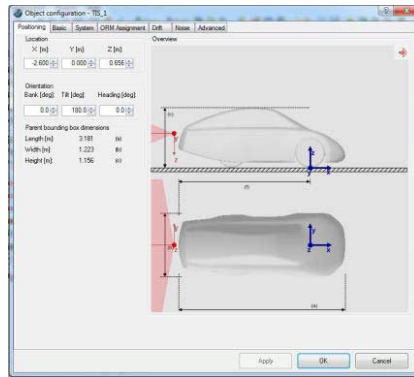 Object configuration - TIS_1
Positioning Basic System ORM Assignment Drift Noise Advanced
Location
X [m] Y [m] Z [m]
-2.600 0.000 0.656
Orientation
Bank [deg] Tilt [deg] Heading [deg]
0.0 180.0 0.0
Parent bounding box dimensions
Length [m] 3.181 (a)
Width [m] 1.223 (b)
Height [m] 1.156 (c)
Overview
(c)
z
z
x
(f)
y
y
z
x
(b)
(a)
Apply OK Cancel